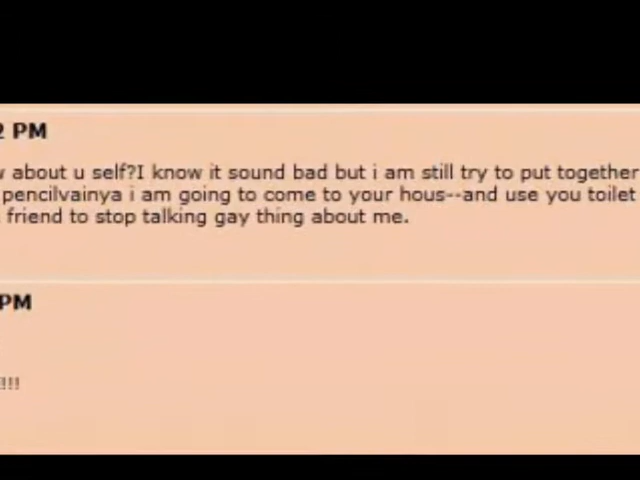 2 PM
about u self?I know it sound bad but i am still try to put together
pencilvainya i am going to come to your hous--and use you toilet
friend to stop talking gay thing about me.
PM
!!!